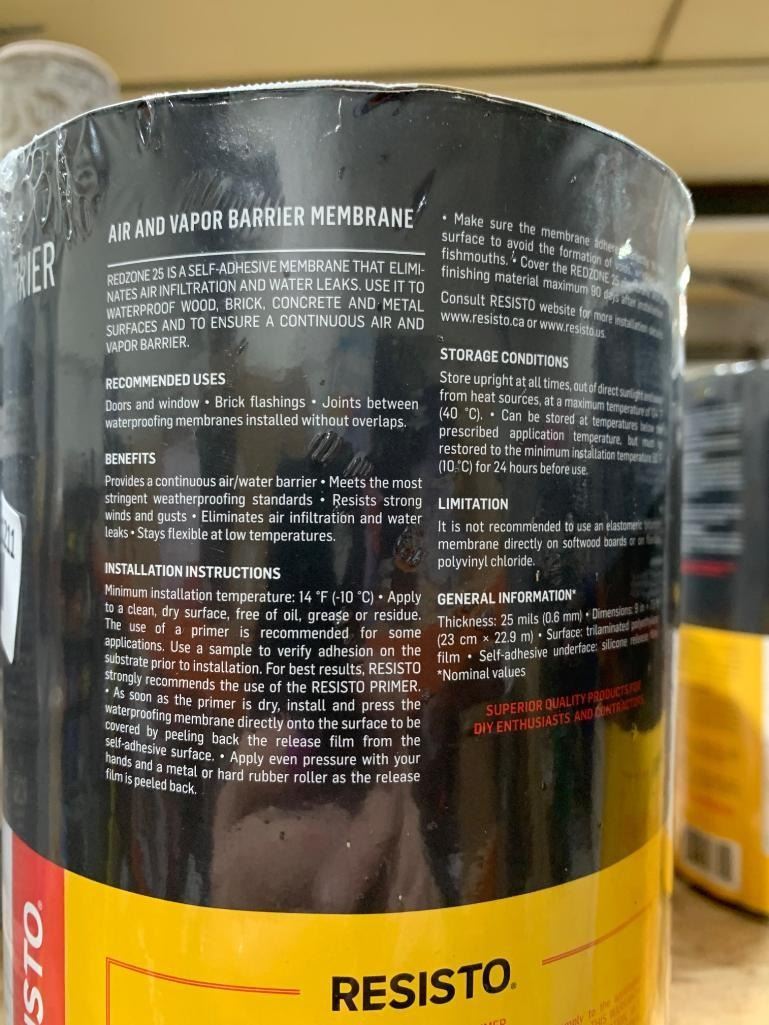 RIER
AIR AND VAPOR BARRIER MEMBRANE
REDZONE 25 IS A SELF-ADHESIVE MEMBRANE THAT ELIMI-
NATES AIR INFILTRATION AND WATER LEAKS. USE IT TO
WATERPROOF WOOD, BRICK, CONCRETE AND METAL
SURFACES AND TO ENSURE A CONTINUOUS AIR AND
VAPOR BARRIER.
RECOMMENDED USES
Doors and window • Brick flashings • Joints between
waterproofing membranes installed without overlaps.
BENEFITS
Provides a continuous air/water barrier • Meets the most
stringent weatherproofing standards • Resists strong
winds and gusts • Eliminates air infiltration and water
leaks • Stays flexible at low temperatures.
INSTALLATION INSTRUCTIONS
Minimum installation temperature: 14 °F (-10 °C) • Apply
to a clean, dry surface, free of oil, grease or residue.
The use of a primer is recommended for some
applications. Use a sample to verify adhesion on the
substrate prior to installation. For best results, RESISTO
strongly recommends the use of the RESISTO PRIMER.
• As soon as the primer is dry, install and press the
waterproofing membrane directly onto the surface to be
covered by peeling back the release film from the
self-adhesive surface. • Apply even pressure with your
hands and a metal or hard rubber roller as the release
film is peeled back.
• Make sure the membrane
surface to avoid the formation of
fishmouths. • Cover the REDZONE 25
finishing material maximum 90 days after
Consult RESISTO website for more installation
www.resisto.ca or www.resisto.us.
STORAGE CONDITIONS
Store upright at all times, out of direct sunlight
from heat sources, at a maximum temperature of
(40 °C). • Can be stored at temperatures
prescribed application temperature, but must
restored to the minimum installation temperature
(10 °C) for 24 hours before use.
LIMITATION
It is not recommended to use an elastomeric
membrane directly on softwood boards or on
polyvinyl chloride.
GENERAL INFORMATION*
Thickness: 25 mils (0.6 mm) • Dimensions:
(23 cm × 22.9 m) • Surface: trilaminated
film • Self-adhesive underface: silicone release
*Nominal values
SUPERIOR QUALITY PRODUCTS FOR
DIY ENTHUSIASTS AND CONTRACTORS
211
STO®
RESISTO®